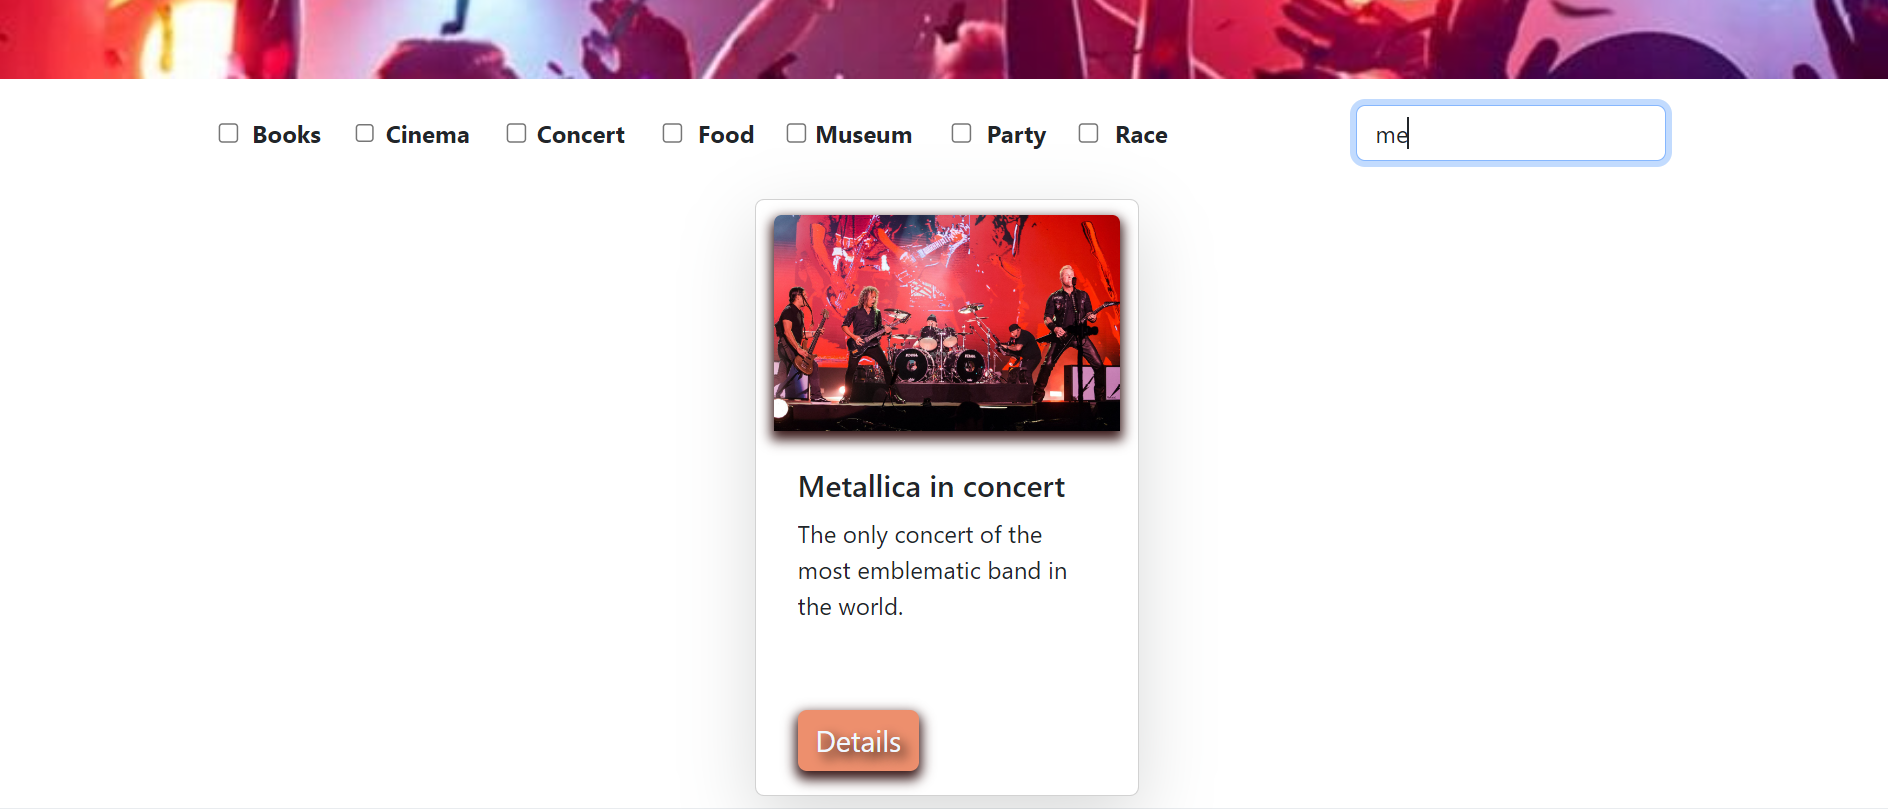 Books Cinema Concert Food Museum Party Race me
Metallica in concert
The only concert of the
most emblematic band in
the world.
Details